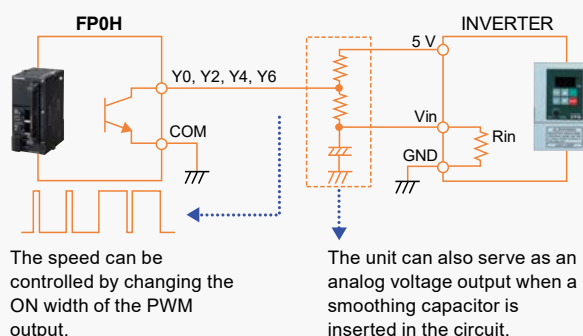 FP0H
INVERTER
5 V
Y0, Y2, Y4, Y6
COM
Vin
Rin
GND
The speed can be
controlled by changing the
ON width of the PWM
output.
The unit can also serve as an
analog voltage output when a
smoothing capacitor is
inserted in the circuit.